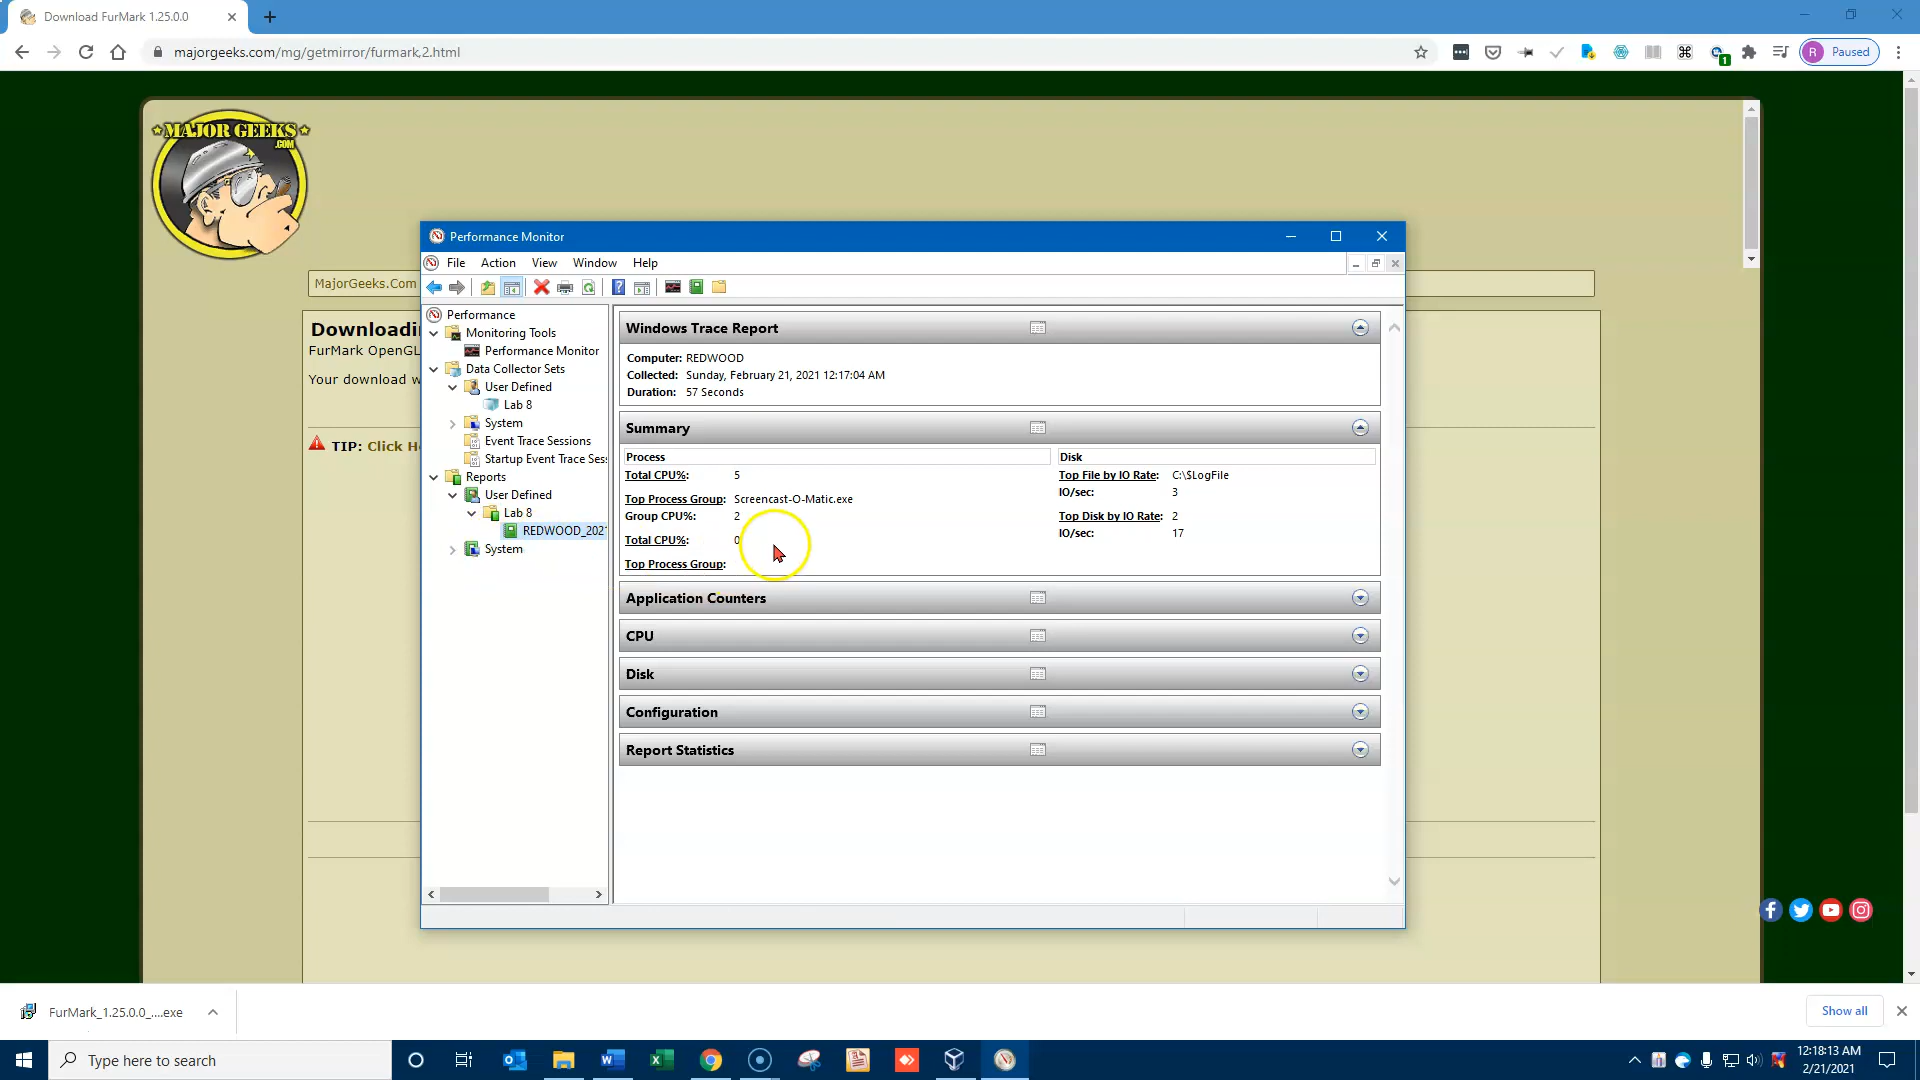 Download FurMark 1.25.0.0
majorgeeks.com/mg/getmirror/furmark,2.html
1
R Paused
MAJOR GEEKS
.COM
MajorGeeks.Com
Downloadi
FurMark OpenGL
Your download w
TIP: Click H
Performance Monitor
File Action View Window Help
Performance
Monitoring Tools
Performance Monitor
Data Collector Sets
User Defined
Lab 8
System
Event Trace Sessions
Startup Event Trace Ses
Reports
User Defined
Lab 8
REDWOOD_202
System
Windows Trace Report
Computer: REDWOOD
Collected: Sunday, February 21, 2021 12:17:04 AM
Duration: 57 Seconds
Summary
Process
Total CPU%: 5
Top Process Group: Screencast-O-Matic.exe
Group CPU%: 2
Total CPU%: 0
Top Process Group:
Disk
Top File by IO Rate: C:\$LogFile
IO/sec: 3
Top Disk by IO Rate: 2
IO/sec: 17
Application Counters
CPU
Disk
Configuration
Report Statistics
FurMark_1.25.0.0_....exe
Show all
Type here to search
12:18:13 AM
2/21/2021